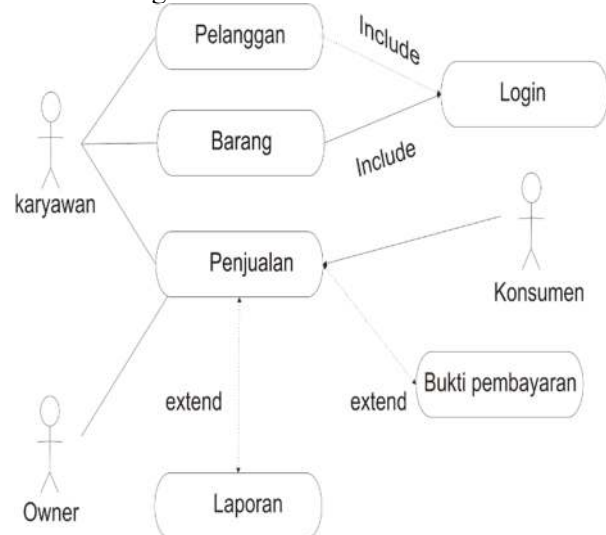 Pelanggan
Include
Login
Barang
Include
karyawan
Penjualan
Konsumen
Bukti pembayaran
extend
extend
Laporan
Owner